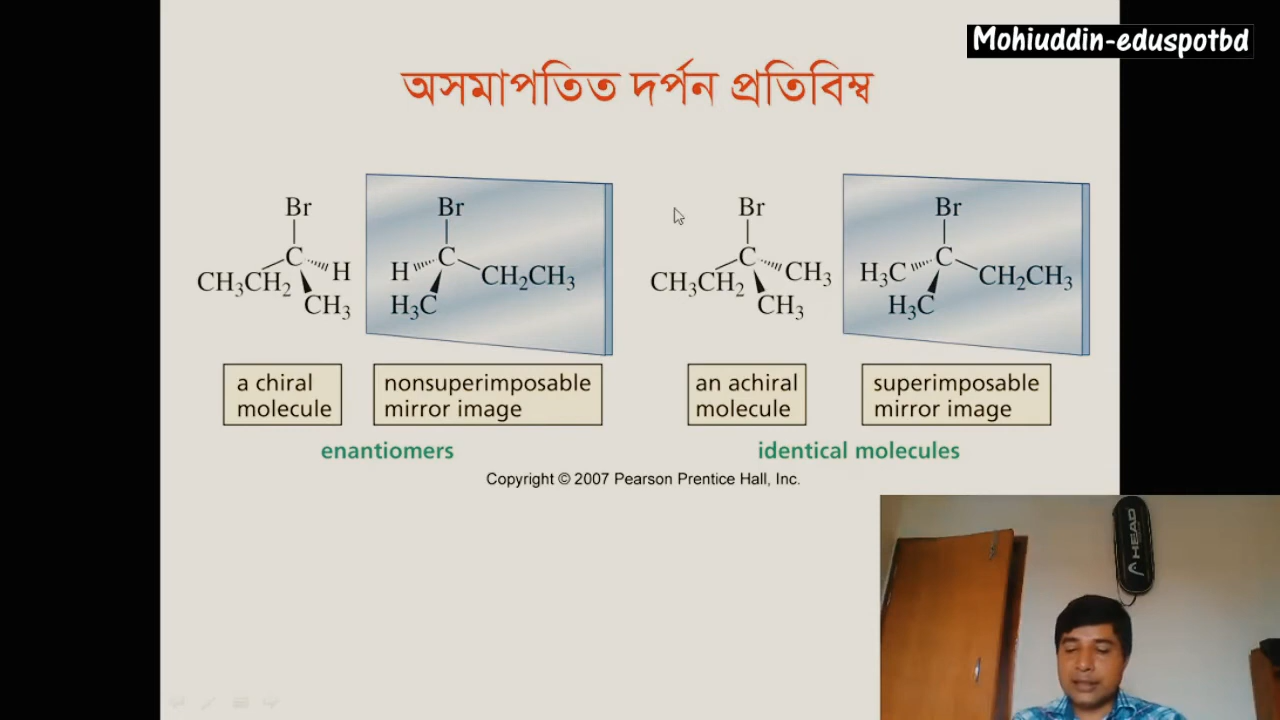 Mohiuddin-eduspotbd
অসমাপতিত দর্পন প্রতিবিম্ব
Br
C
H
CH₃CH₂
CH₃
Br
H
C
CH₂CH₃
H₃C
Br
C
CH₃
CH₃CH₂
CH₃
Br
H₃C
C
CH₂CH₃
H₃C
a chiral
molecule
nonsuperimposable
mirror image
enantiomers
an achiral
molecule
superimposable
mirror image
identical molecules
Copyright © 2007 Pearson Prentice Hall, Inc.
HEAD